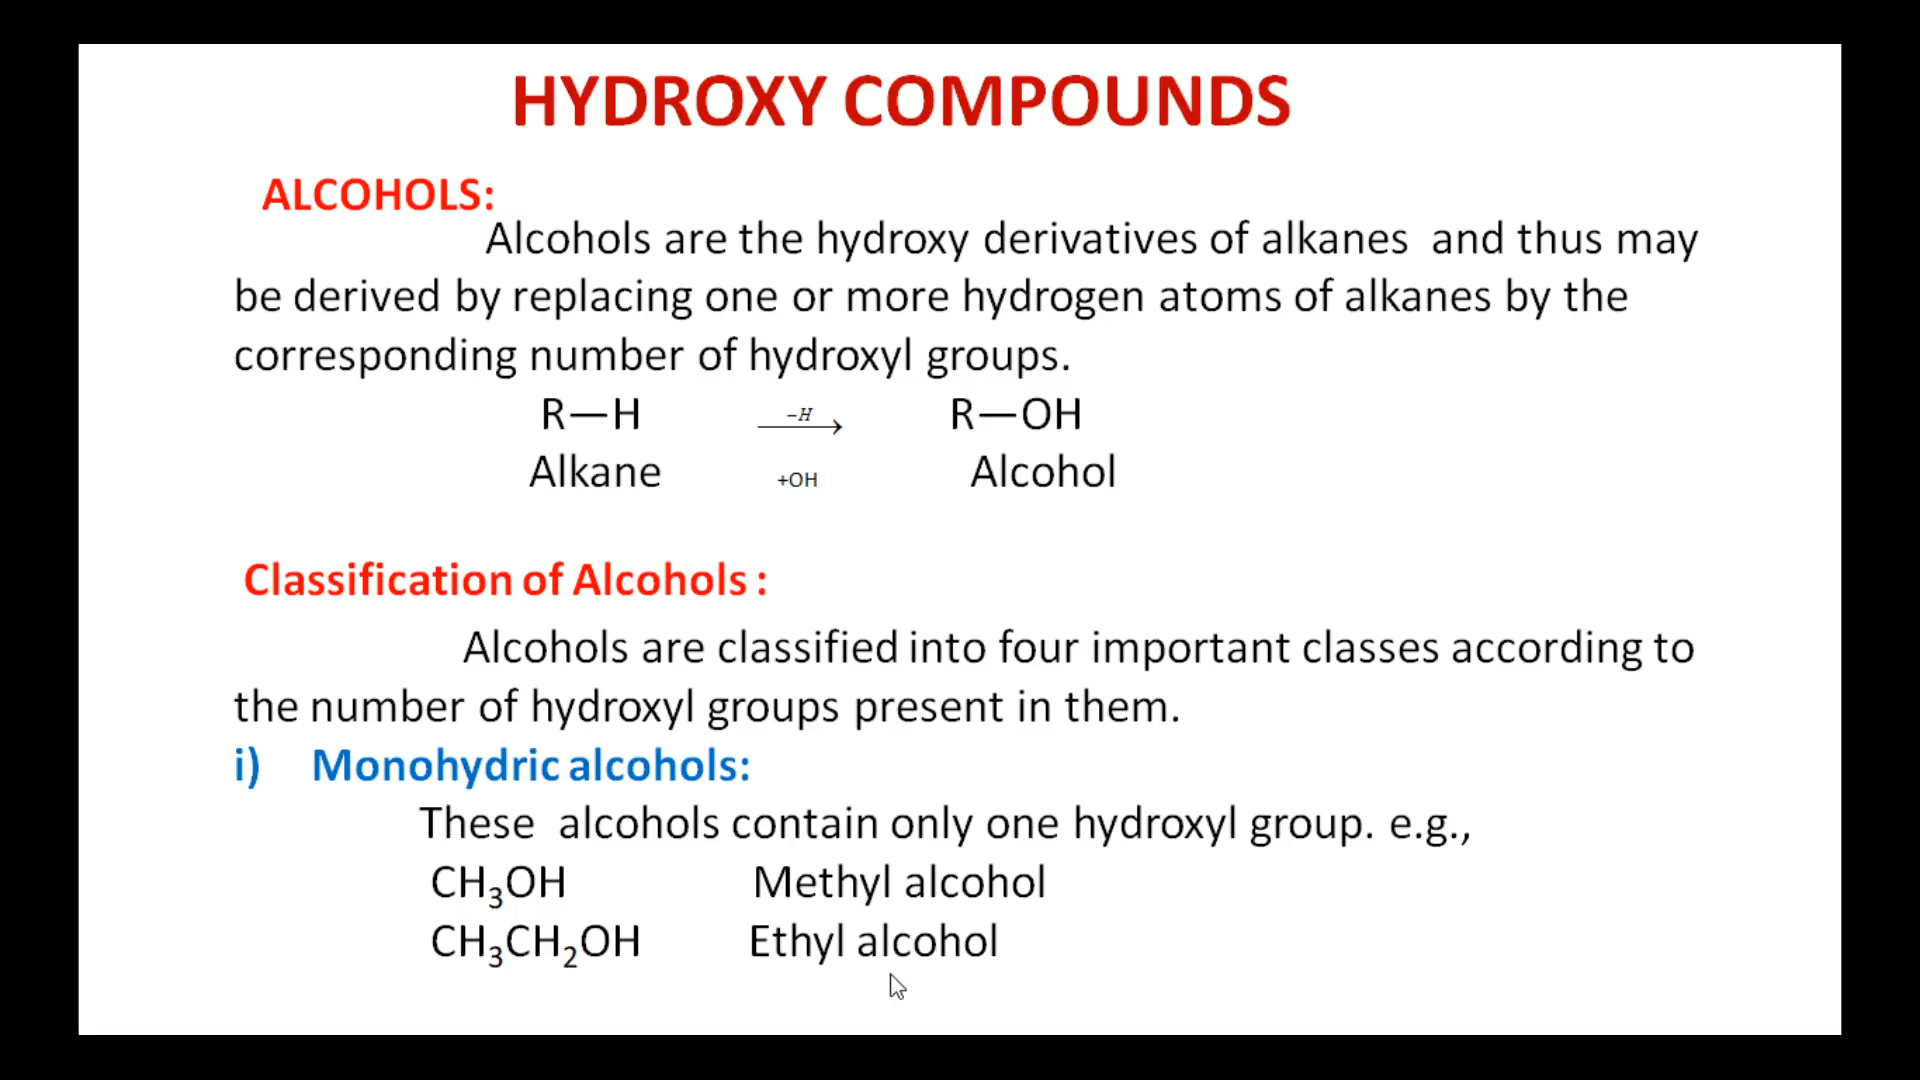 HYDROXY COMPOUNDS
ALCOHOLS:
Alcohols are the hydroxy derivatives of alkanes and thus may
be derived by replacing one or more hydrogen atoms of alkanes by the
corresponding number of hydroxyl groups.
R—H –H → R—OH
Alkane +OH Alcohol
Classification of Alcohols :
Alcohols are classified into four important classes according to
the number of hydroxyl groups present in them.
i) Monohydric alcohols:
These alcohols contain only one hydroxyl group. e.g.,
CH₃OH Methyl alcohol
CH₃CH₂OH Ethyl alcohol